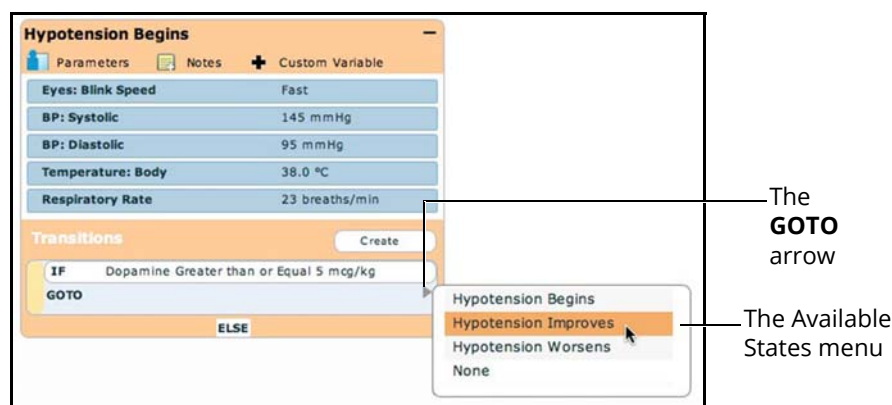 Hypotension Begins
Parameters Notes Custom Variable
Eyes: Blink Speed Fast
BP: Systolic 145 mmHg
BP: Diastolic 95 mmHg
Temperature: Body 38.0 °C
Respiratory Rate 23 breaths/min
Transitions Create
IF Dopamine Greater than or Equal 5 mcg/kg
GOTO
ELSE
Hypotension Begins
Hypotension Improves
Hypotension Worsens
None
The
GOTO
arrow
The Available
States menu